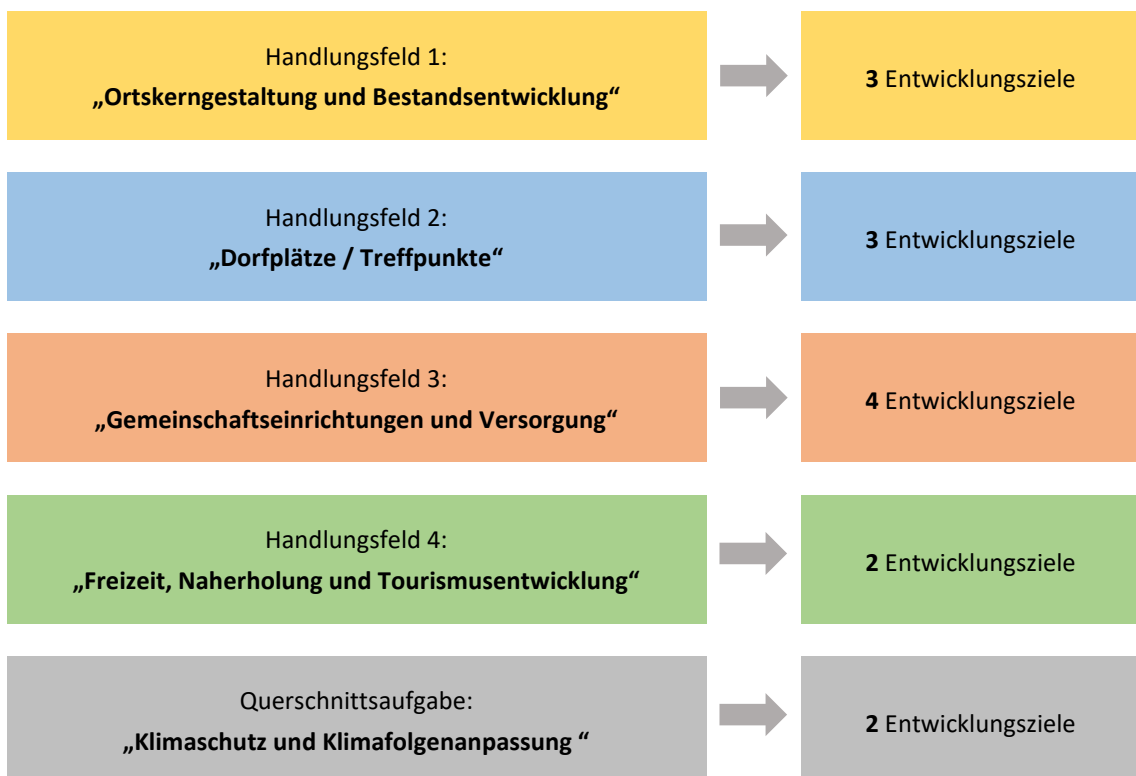 Handlungsfeld 1:
„Ortskerngestaltung und Bestandsentwicklung“
3 Entwicklungsziele
Handlungsfeld 2:
„Dorfplätze / Treffpunkte“
3 Entwicklungsziele
Handlungsfeld 3:
„Gemeinschaftseinrichtungen und Versorgung“
4 Entwicklungsziele
Handlungsfeld 4:
„Freizeit, Naherholung und Tourismusentwicklung“
2 Entwicklungsziele
Querschnittsaufgabe:
„Klimaschutz und Klimafolgenanpassung “
2 Entwicklungsziele